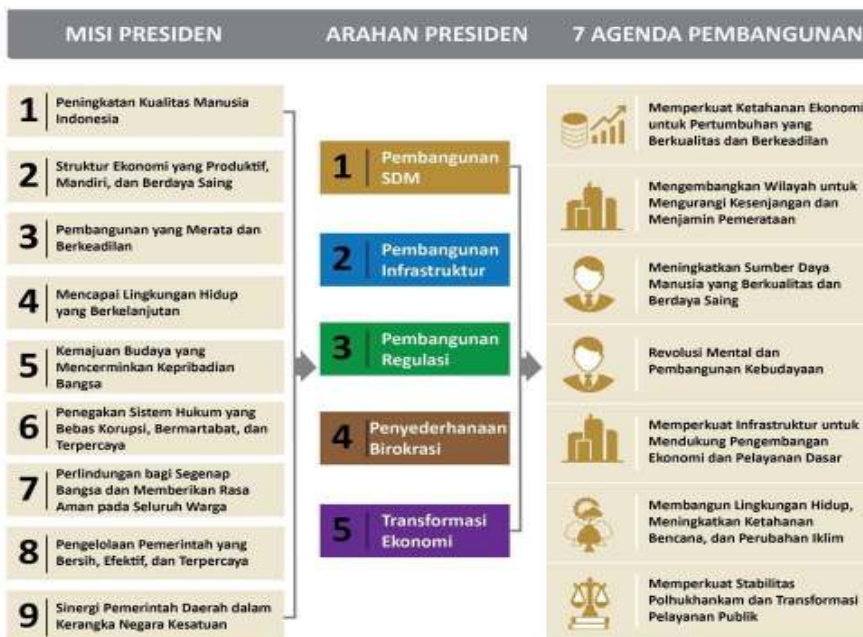 MISI PRESIDEN
ARAHAN PRESIDEN
7 AGENDA PEMBANGUNAN
1
Peningkatan Kualitas Manusia
Indonesia
2
Struktur Ekonomi yang Produktif,
Mandiri, dan Berdaya Saing
3
Pembangunan yang Merata dan
Berkeadilan
4
Mencapai Lingkungan Hidup
yang Berkelanjutan
5
Kemajuan Budaya yang
Mencerminkan Kepribadian
Bangsa
6
Penegakan Sistem Hukum yang
Bebas Korupsi, Bermartabat, dan
Terpercaya
7
Perlindungan bagi Segenap
Bangsa dan Memberikan Rasa
Aman pada Seluruh Warga
8
Pengelolaan Pemerintah yang
Bersih, Efektif, dan Terpercaya
9
Sinergi Pemerintah Daerah dalam
Kerangka Negara Kesatuan
1
Pembangunan
SDM
2
Pembangunan
Infrastruktur
3
Pembangunan
Regulasi
4
Penyederhanaan
Birokrasi
5
Transformasi
Ekonomi
Memperkuat Ketahanan Ekonomi
untuk Pertumbuhan yang
Berkualitas dan Berkeadilan
Mengembangkan Wilayah untuk
Mengurangi Kesenjangan dan
Menjamin Pemerataan
Meningkatkan Sumber Daya
Manusia yang Berkualitas dan
Berdaya Saing
Revolusi Mental dan
Pembangunan Kebudayaan
Memperkuat Infrastruktur untuk
Mendukung Pengembangan
Ekonomi dan Pelayanan Dasar
Membangun Lingkungan Hidup,
Meningkatkan Ketahanan
Bencana, dan Perubahan Iklim
Memperkuat Stabilitas
Polhukhankam dan Transformasi
Pelayanan Publik